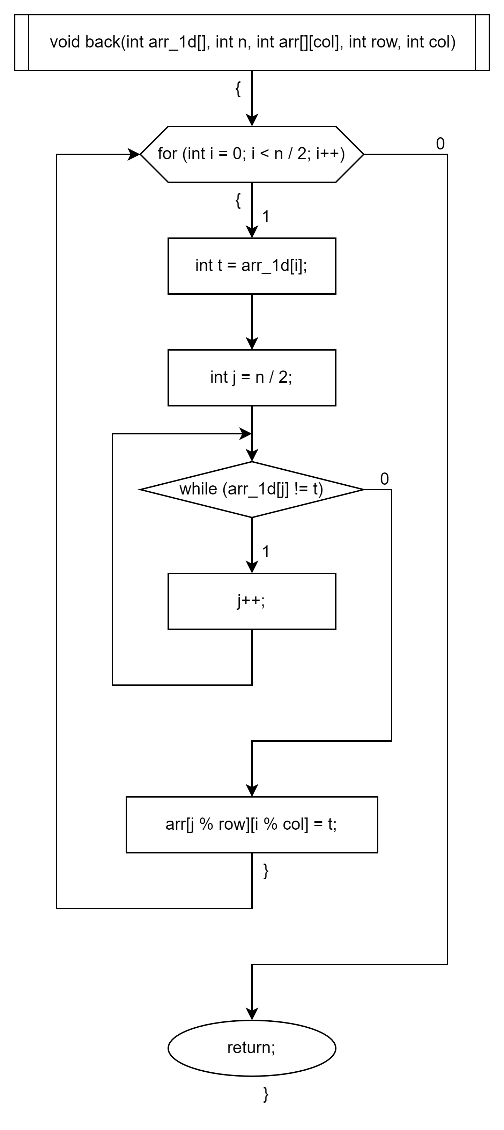 void back(int arr_1d[], int n, int arr[][col], int row, int col)
{
for (int i = 0; i < n / 2; i++)
0
{
1
int t = arr_1d[i];
int j = n / 2;
while (arr_1d[j] != t)
0
1
j++;
arr[j % row][i % col] = t;
}
return;
}